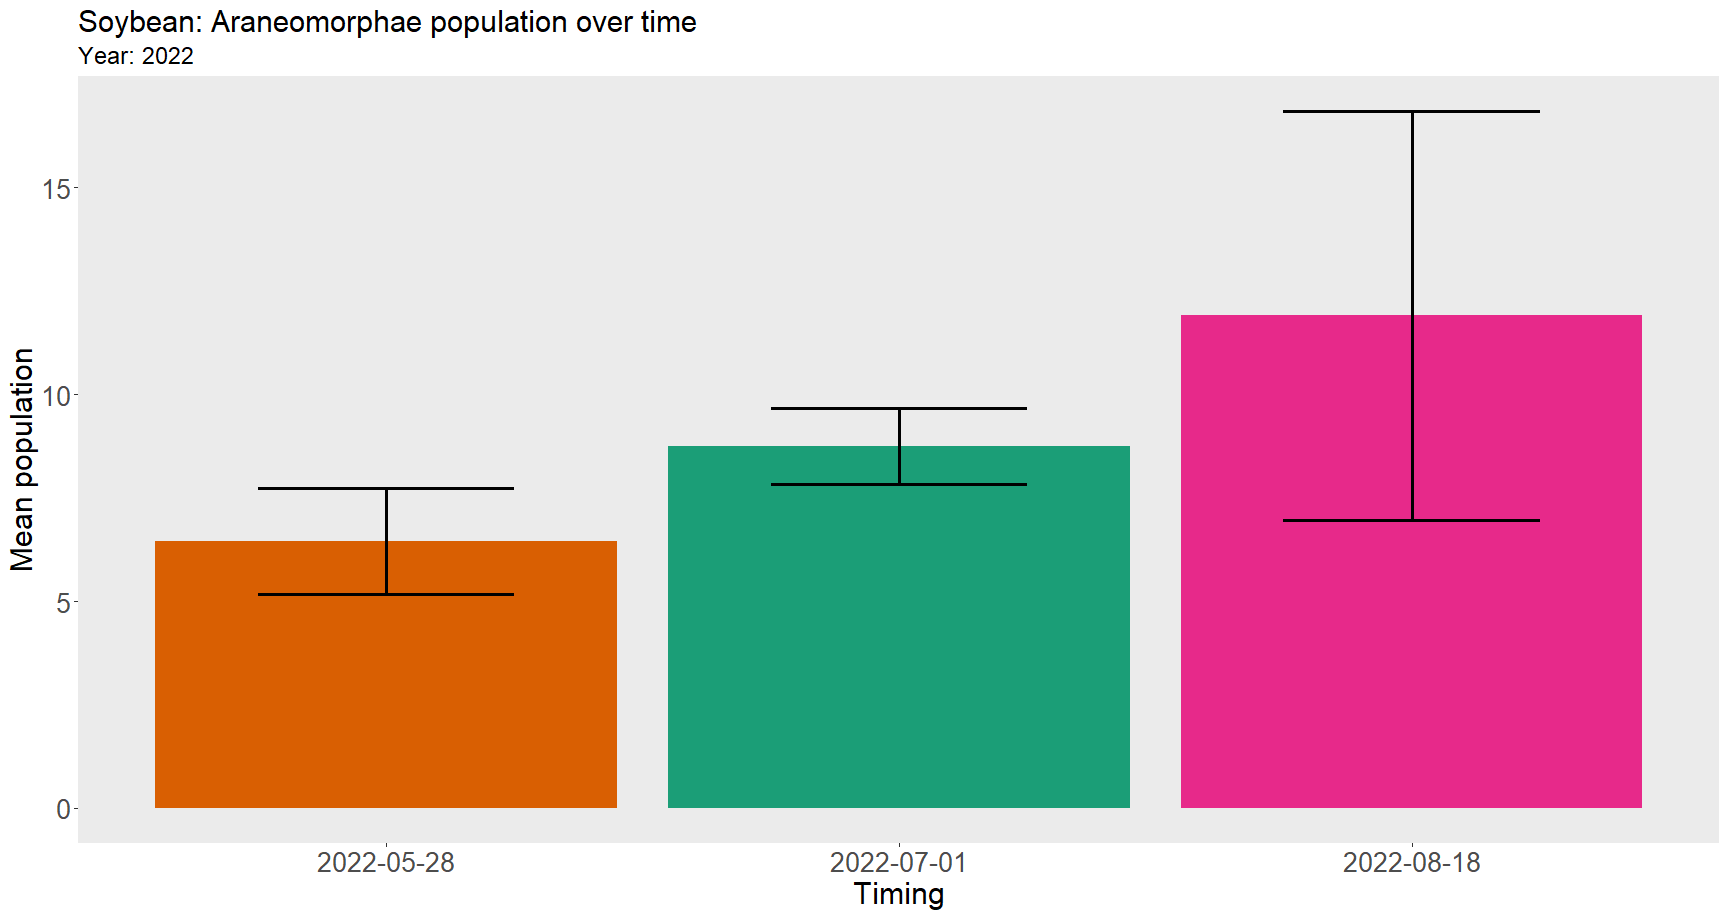 Soybean: Araneomorphae population over time
Year: 2022
Mean population
15
10
5
0
2022-05-28
2022-07-01
2022-08-18
Timing